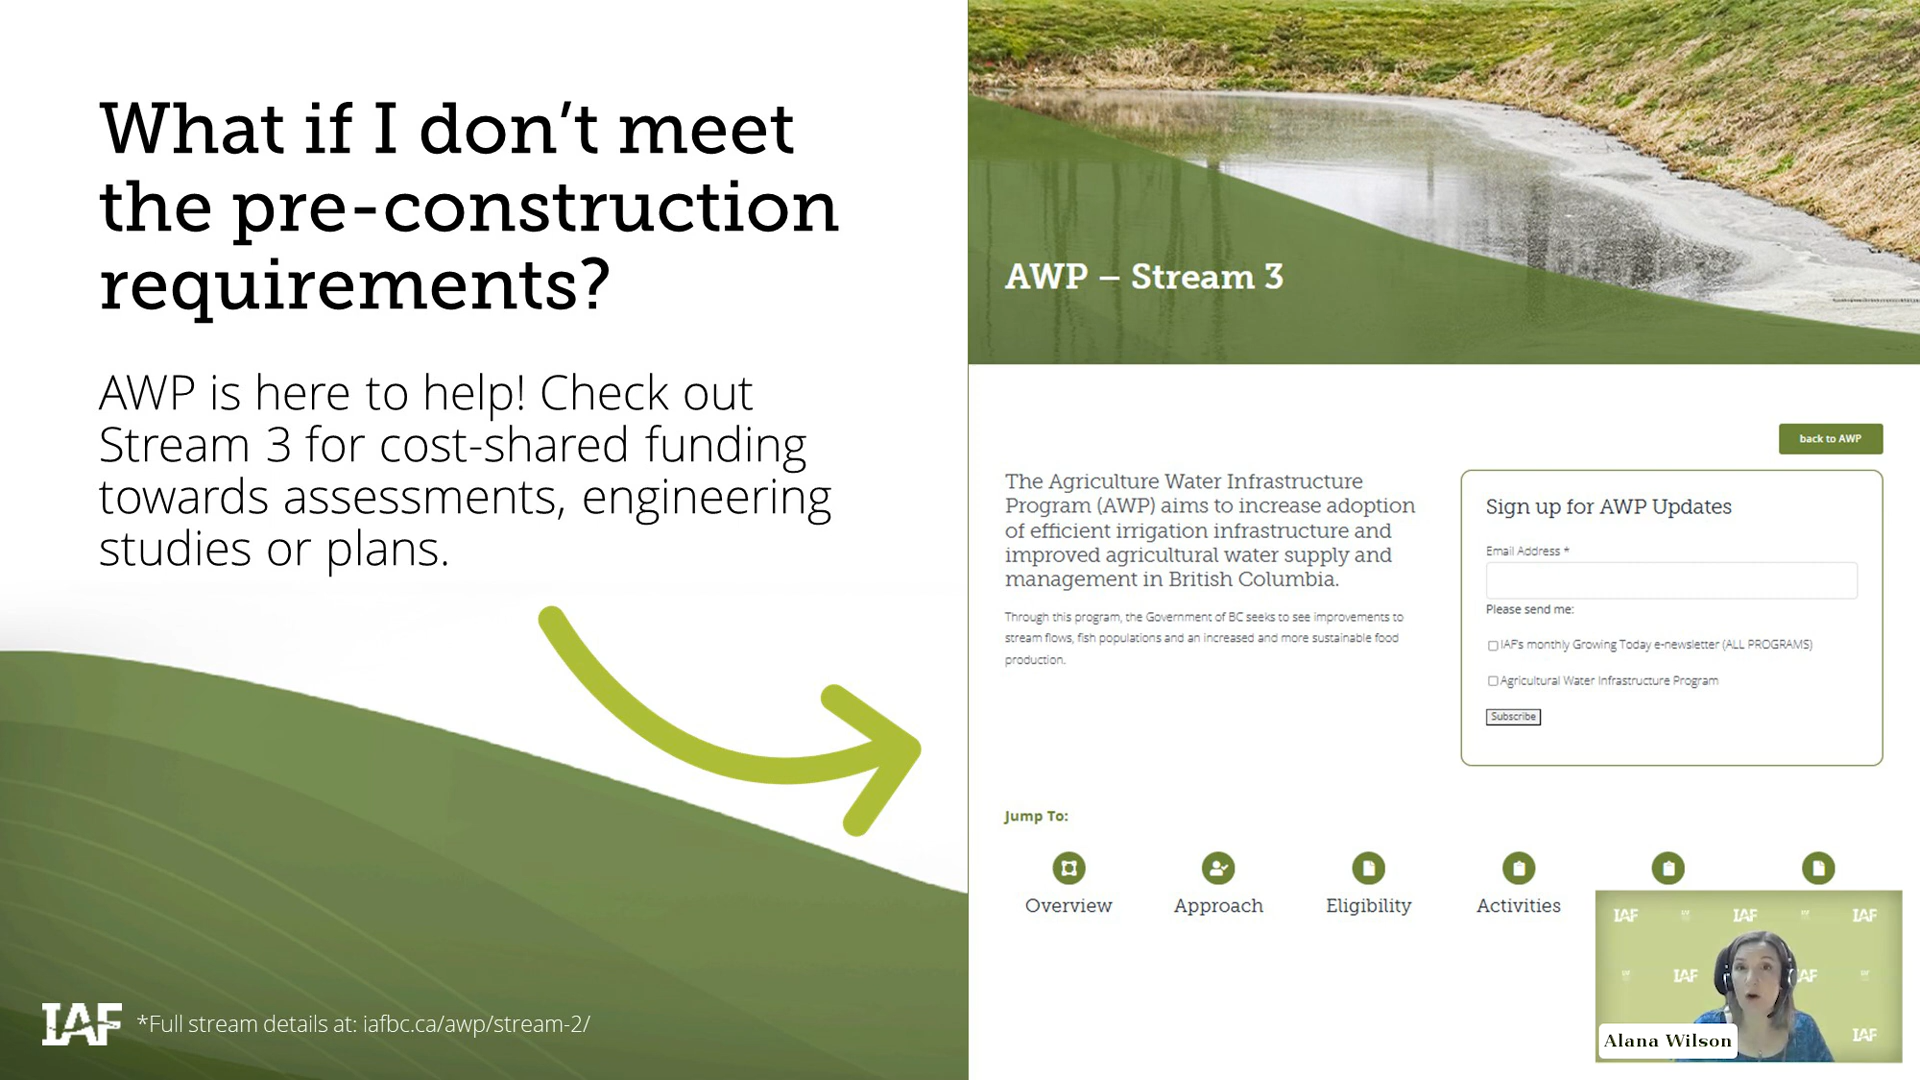 What if I don’t meet
the pre-construction
requirements?
AWP is here to help! Check out
Stream 3 for cost-shared funding
towards assessments, engineering
studies or plans.
IAF
*Full stream details at: iafbc.ca/awp/stream-2/
AWP – Stream 3
back to AWP
The Agriculture Water Infrastructure
Program (AWP) aims to increase adoption
of efficient irrigation infrastructure and
improved agricultural water supply and
management in British Columbia.
Through this program, the Government of BC seeks to see improvements to
stream flows, fish populations and an increased and more sustainable food
production.
Sign up for AWP Updates
Email Address *
Please send me:
IAF's monthly Growing Today e-newsletter (ALL PROGRAMS)
Agricultural Water Infrastructure Program
Subscribe
Jump To:
Overview
Approach
Eligibility
Activities
IAF IAF IAF
IAF IAF
IAF
Alana Wilson